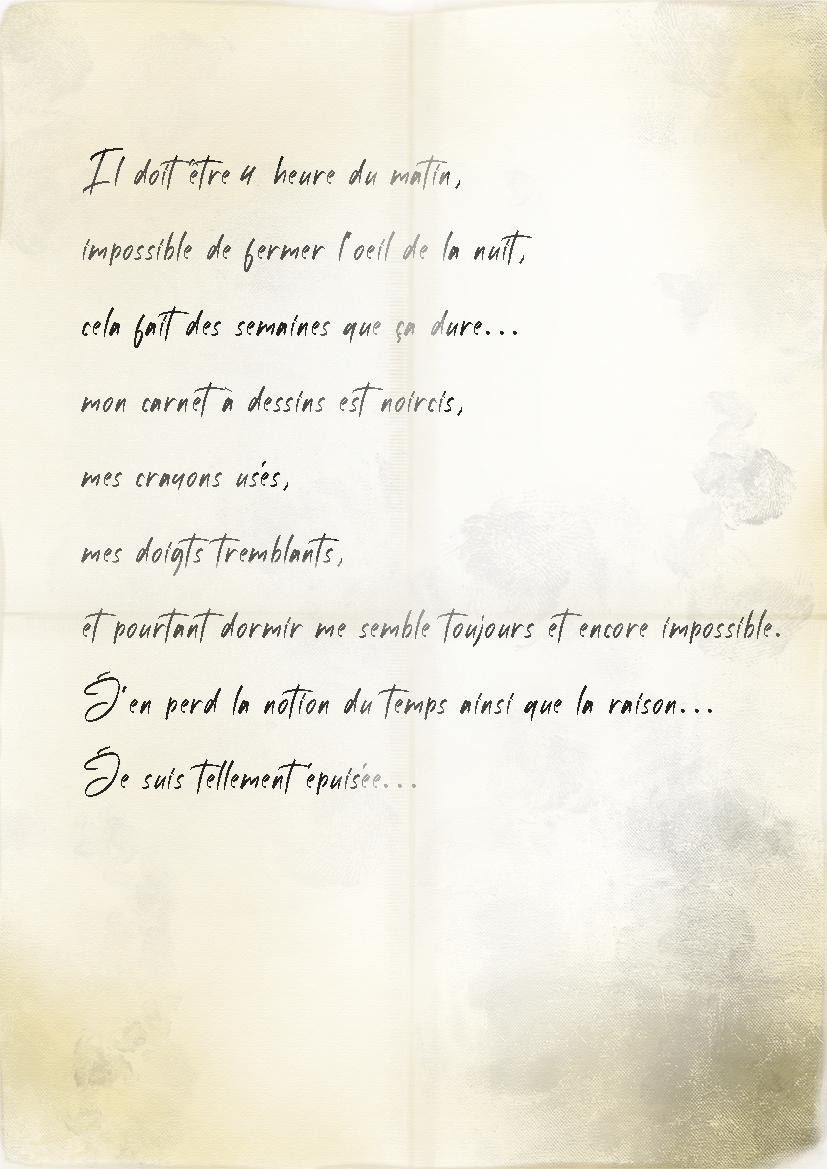 Il doit être 4 heure du matin,
impossible de fermer l'oeil de la nuit,
cela fait des semaines que ça dure...
mon carnet à dessins est noircis,
mes crayons usés,
mes doigts tremblants,
et pourtant dormir me semble toujours et encore impossible.
J'en perd la notion du temps ainsi que la raison...
Je suis tellement épuisée...